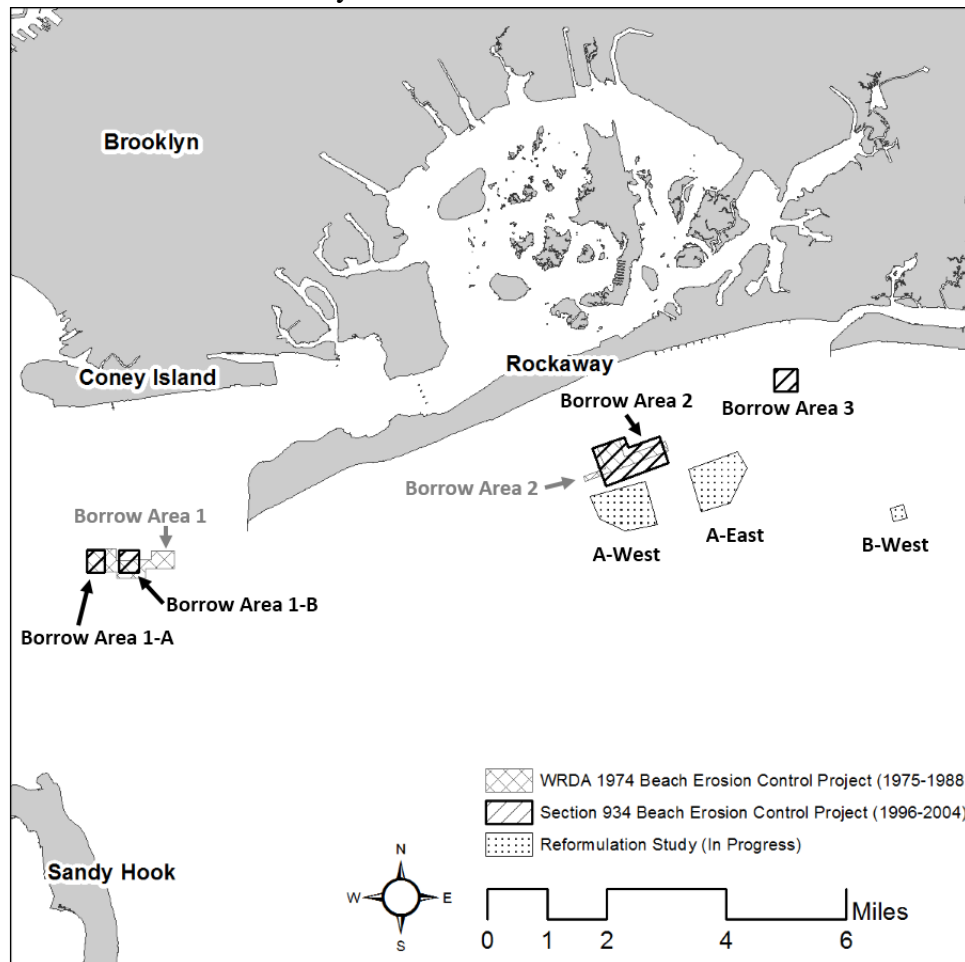 Brooklyn
Rockaway
Coney Island
Borrow Area 2
Borrow Area 3
Borrow Area 2
Borrow Area 1
A-West
A-East
B-West
Borrow Area 1-B
Borrow Area 1-A
WRDA 1974 Beach Erosion Control Project (1975-1988
Section 934 Beach Erosion Control Project (1996-2004)
Reformulation Study (In Progress)
Sandy Hook
N
W E
S
Miles
0 1 2 4 6